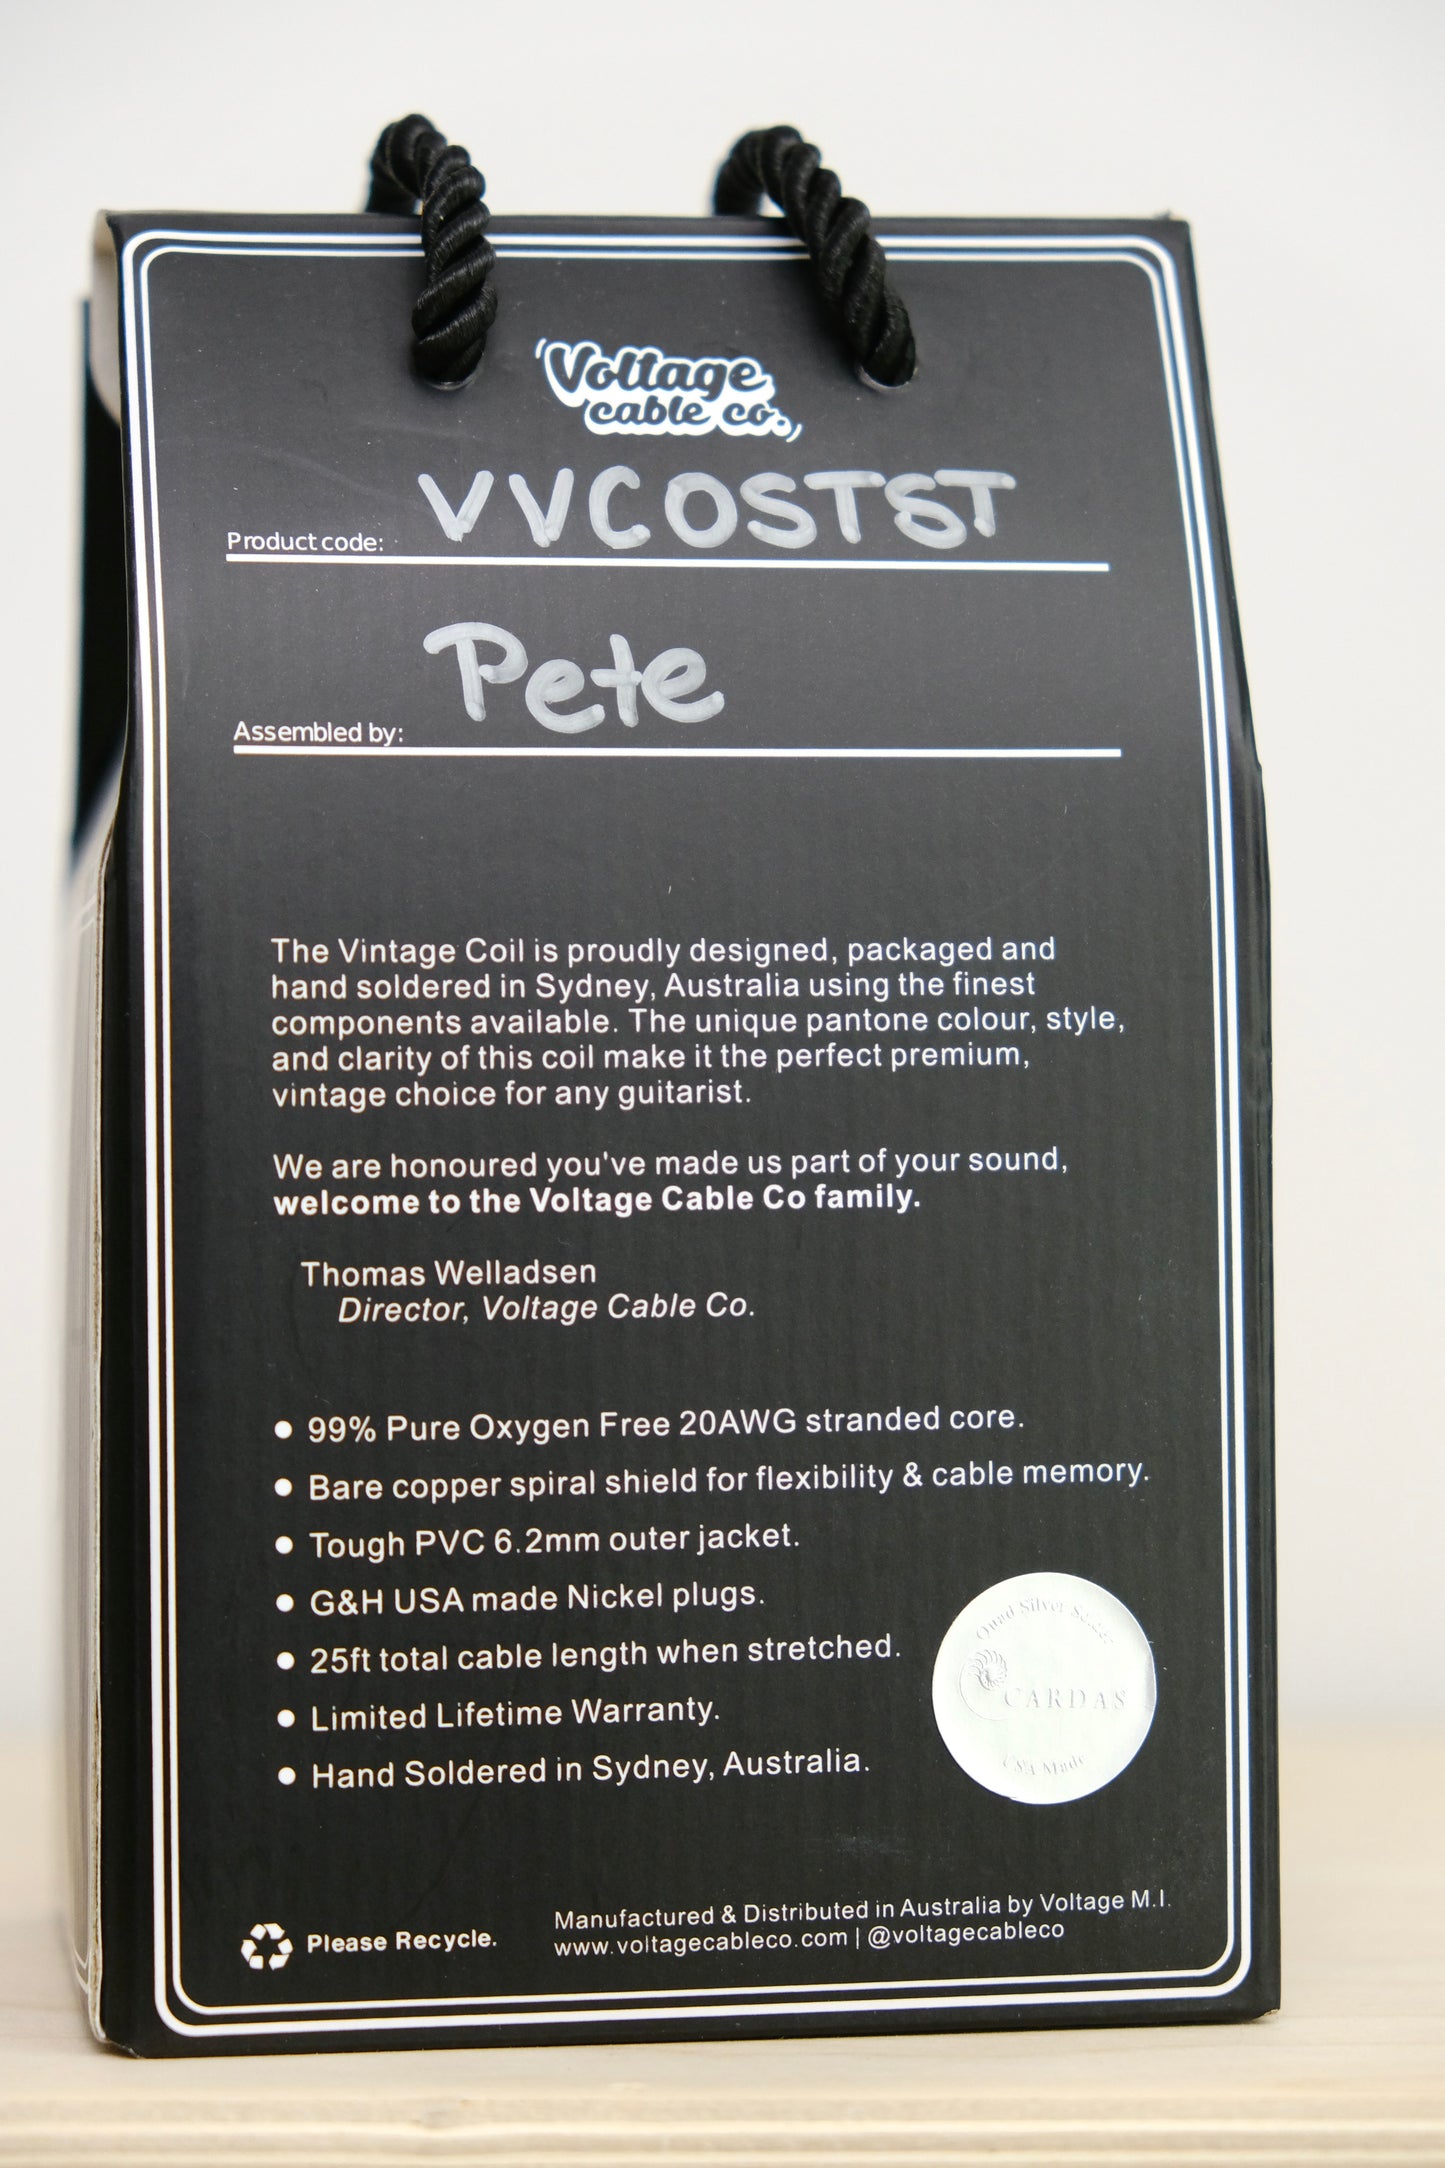 Voltage
cable co.
Product code: VVCOSTST
Assembled by: Pete
The Vintage Coil is proudly designed, packaged and
hand soldered in Sydney, Australia using the finest
components available. The unique pantone colour, style,
and clarity of this coil make it the perfect premium,
vintage choice for any guitarist.
We are honoured you've made us part of your sound,
welcome to the Voltage Cable Co family.
Thomas Welladsen
Director, Voltage Cable Co.
• 99% Pure Oxygen Free 20AWG stranded core.
• Bare copper spiral shield for flexibility & cable memory.
• Tough PVC 6.2mm outer jacket.
• G&H USA made Nickel plugs.
• 25ft total cable length when stretched.
• Limited Lifetime Warranty.
• Hand Soldered in Sydney, Australia.
Quad Silver Solder
CARDAS
USA Made
Please Recycle.
Manufactured & Distributed in Australia by Voltage M.I.
www.voltagecableco.com | @voltagecableco